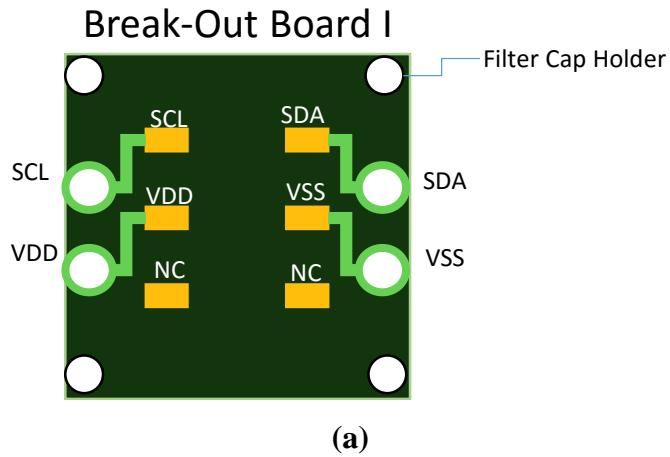 Break-Out Board I
Filter Cap Holder
SCL
SDA
SCL
SDA
VDD
VSS
VDD
VSS
NC
NC
(a)